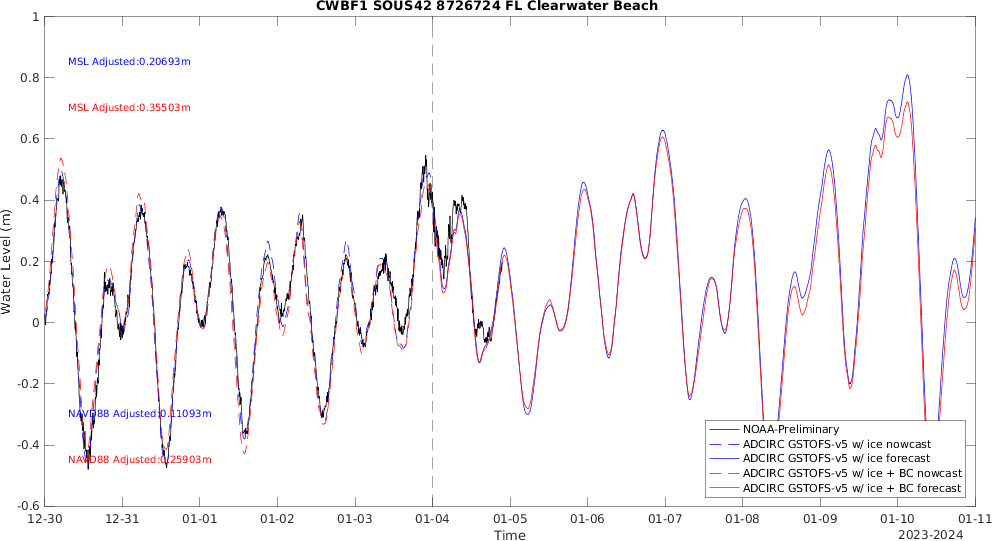 CWBF1 SOUS42 8726724 FL Clearwater Beach
Water Level (m)
1
0.8
0.6
0.4
0.2
0
-0.2
-0.4
-0.6
MSL Adjusted:0.20693m
MSL Adjusted:0.35503m
NAVD88 Adjusted:0.11093m
NAVD88 Adjusted:0.25903m
NOAA-Preliminary
ADCIRC GSTOFS-v5 w/ ice nowcast
ADCIRC GSTOFS-v5 w/ ice forecast
ADCIRC GSTOFS-v5 w/ ice + BC nowcast
ADCIRC GSTOFS-v5 w/ ice + BC forecast
12-30 12-31 01-01 01-02 01-03 01-04 01-05 01-06 01-07 01-08 01-09 01-10 01-11
Time
2023-2024